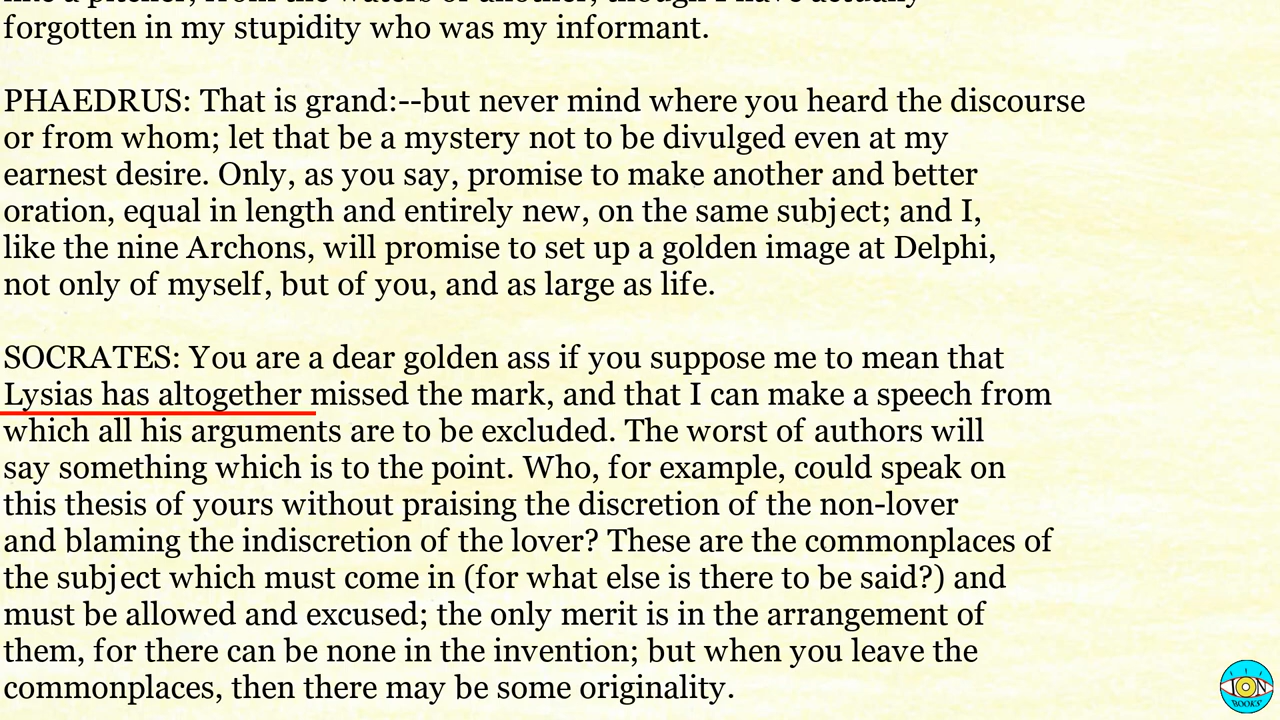 forgotten in my stupidity who was my informant.
PHAEDRUS: That is grand:--but never mind where you heard the discourse
or from whom; let that be a mystery not to be divulged even at my
earnest desire. Only, as you say, promise to make another and better
oration, equal in length and entirely new, on the same subject; and I,
like the nine Archons, will promise to set up a golden image at Delphi,
not only of myself, but of you, and as large as life.
SOCRATES: You are a dear golden ass if you suppose me to mean that
Lysias has altogether missed the mark, and that I can make a speech from
which all his arguments are to be excluded. The worst of authors will
say something which is to the point. Who, for example, could speak on
this thesis of yours without praising the discretion of the non-lover
and blaming the indiscretion of the lover? These are the commonplaces of
the subject which must come in (for what else is there to be said?) and
must be allowed and excused; the only merit is in the arrangement of
them, for there can be none in the invention; but when you leave the
commonplaces, then there may be some originality.
ION
BOOKS